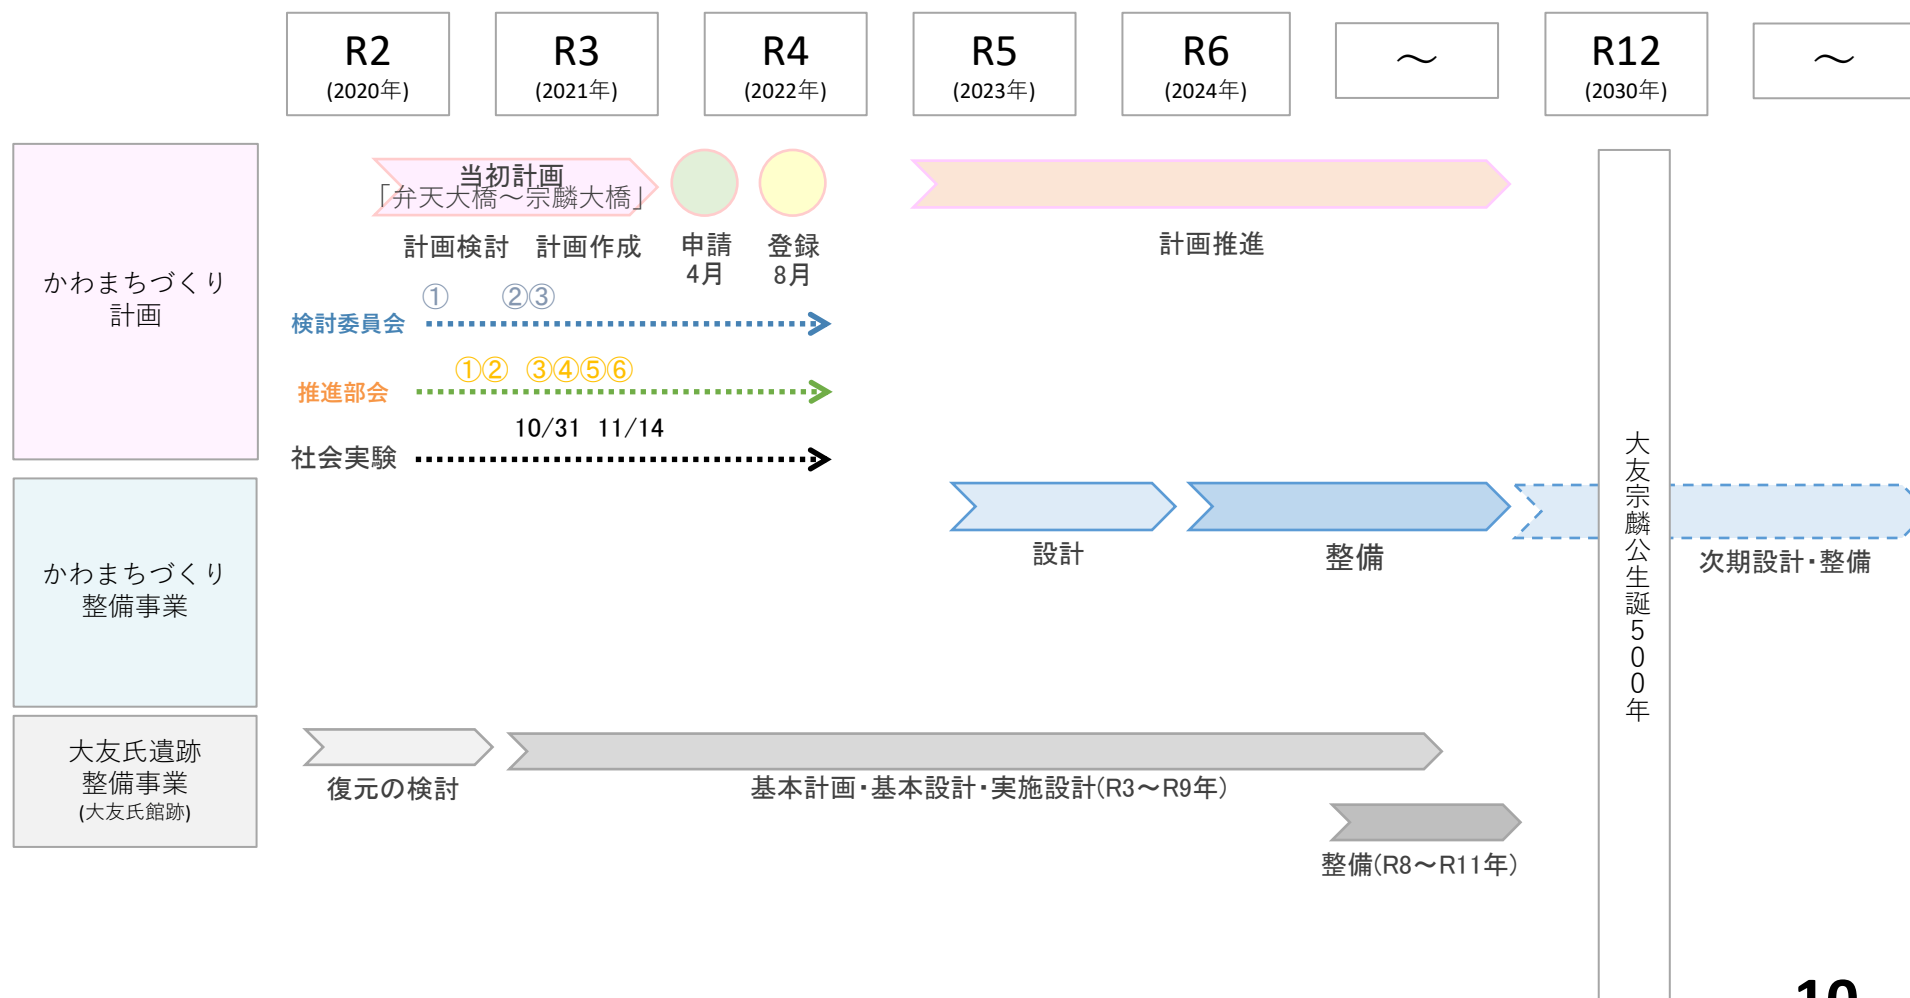 R2
(2020年)
R3
(2021年)
R4
(2022年)
R5
(2023年)
R6
(2024年)
～
R12
(2030年)
～
かわまちづくり
計画
当初計画
「弁天大橋～宗麟大橋」
計画検討
計画作成
申請
4月
登録
8月
計画推進
検討委員会
① ②③
推進部会
①② ③④⑤⑥
社会実験
10/31 11/14
かわまちづくり
整備事業
設計
整備
次期設計・整備
大友宗麟公生誕500年
大友氏遺跡
整備事業
(大友氏館跡)
復元の検討
基本計画・基本設計・実施設計(R3～R9年)
整備(R8～R11年)
10